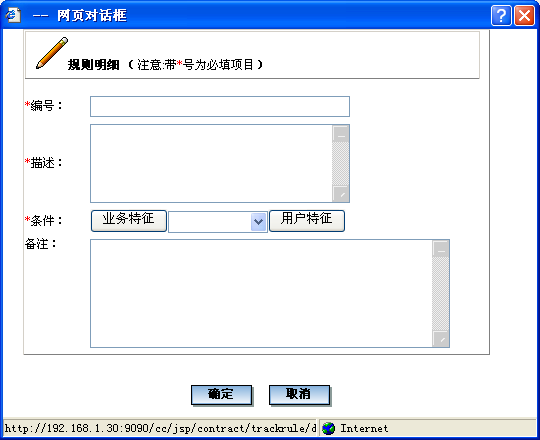 -- 网页对话框
规则明细 ( 注意:带*号为必填项目 )
*编号：
*描述：
*条件： 业务特征 用户特征
备注：
确定 取消
http://192.168.1.30:9090/cc/jsp/contract/trackrule/d Internet